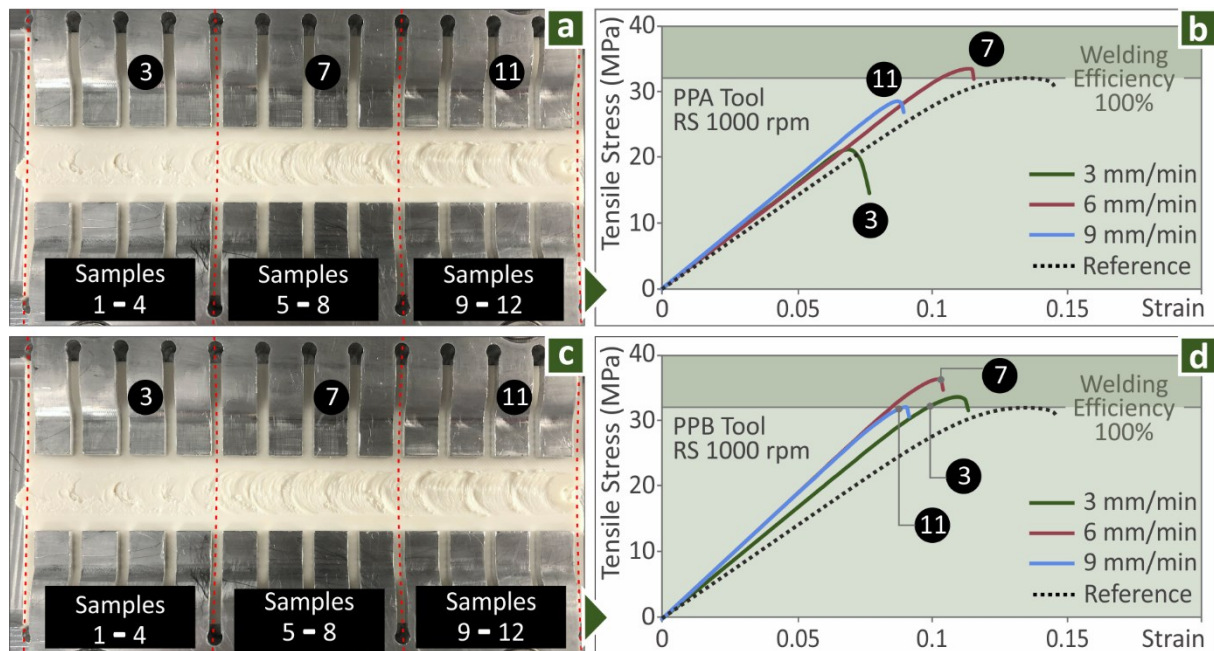 a
3
7
11
Samples
1 – 4
Samples
5 – 8
Samples
9 – 12
b
Tensile Stress (MPa)
40
30
20
10
0
0
0.05
0.1
0.15
Strain
PPA Tool
RS 1000 rpm
Welding
Efficiency
100%
7
11
3
3 mm/min
6 mm/min
9 mm/min
Reference
c
3
7
11
Samples
1 – 4
Samples
5 – 8
Samples
9 – 12
d
Tensile Stress (MPa)
40
30
20
10
0
0
0.05
0.1
0.15
Strain
PPB Tool
RS 1000 rpm
Welding
Efficiency
100%
7
3
11
3 mm/min
6 mm/min
9 mm/min
Reference